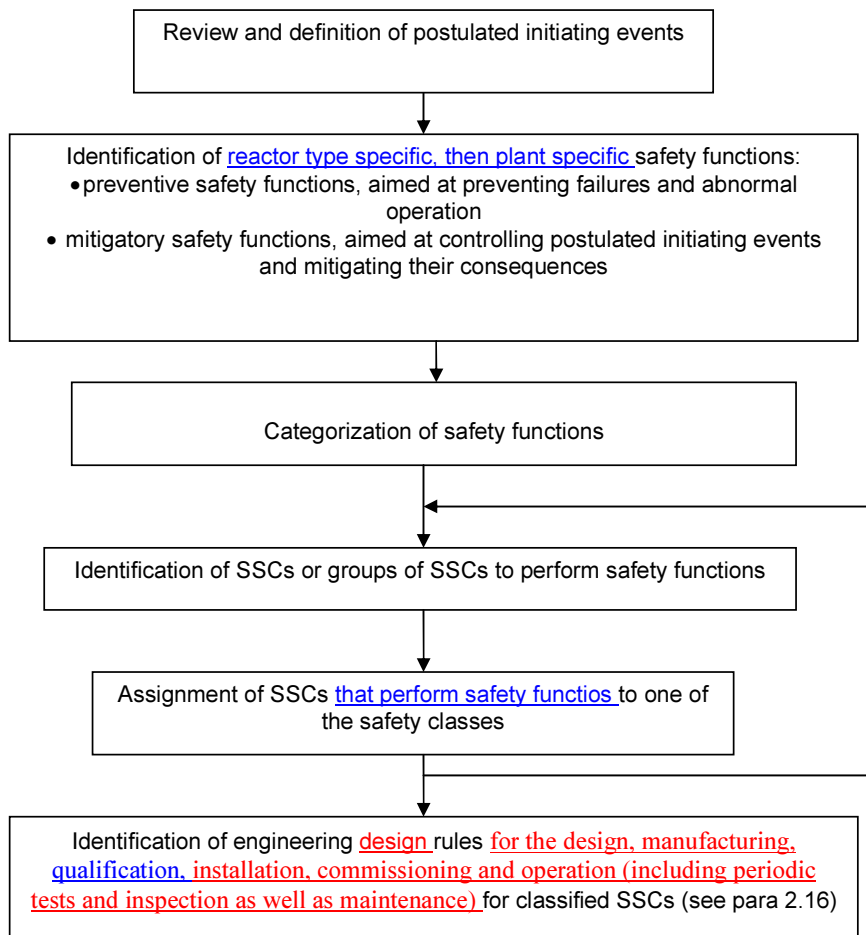 Review and definition of postulated initiating events
Identification of reactor type specific, then plant specific safety functions:
•preventive safety functions, aimed at preventing failures and abnormal
operation
• mitigatory safety functions, aimed at controlling postulated initiating events
and mitigating their consequences
Categorization of safety functions
Identification of SSCs or groups of SSCs to perform safety functions
Assignment of SSCs that perform safety functios to one of
the safety classes
Identification of engineering design rules for the design, manufacturing,
qualification, installation, commissioning and operation (including periodic
tests and inspection as well as maintenance) for classified SSCs (see para 2.16)